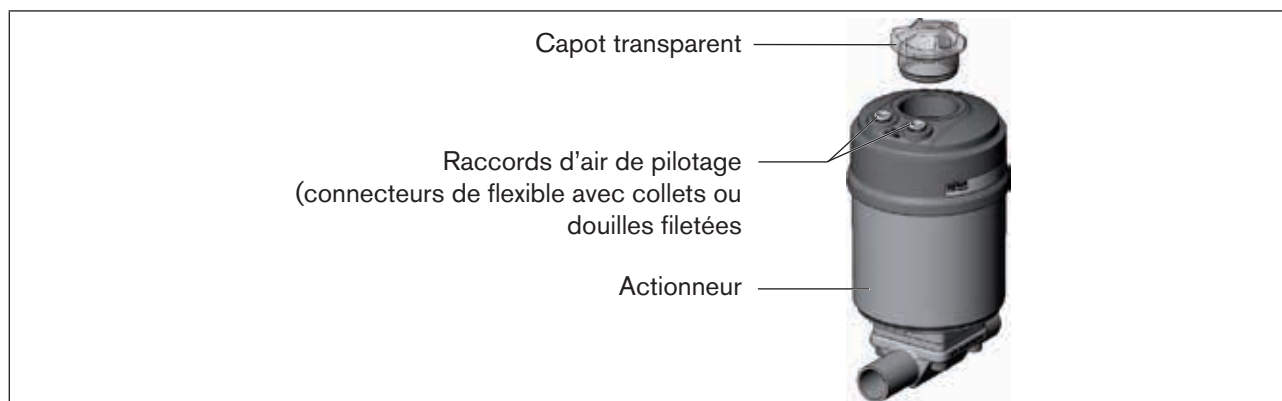 Capot transparent
Raccords d'air de pilotage
(connecteurs de flexible avec collets ou
douilles filetées
Actionneur